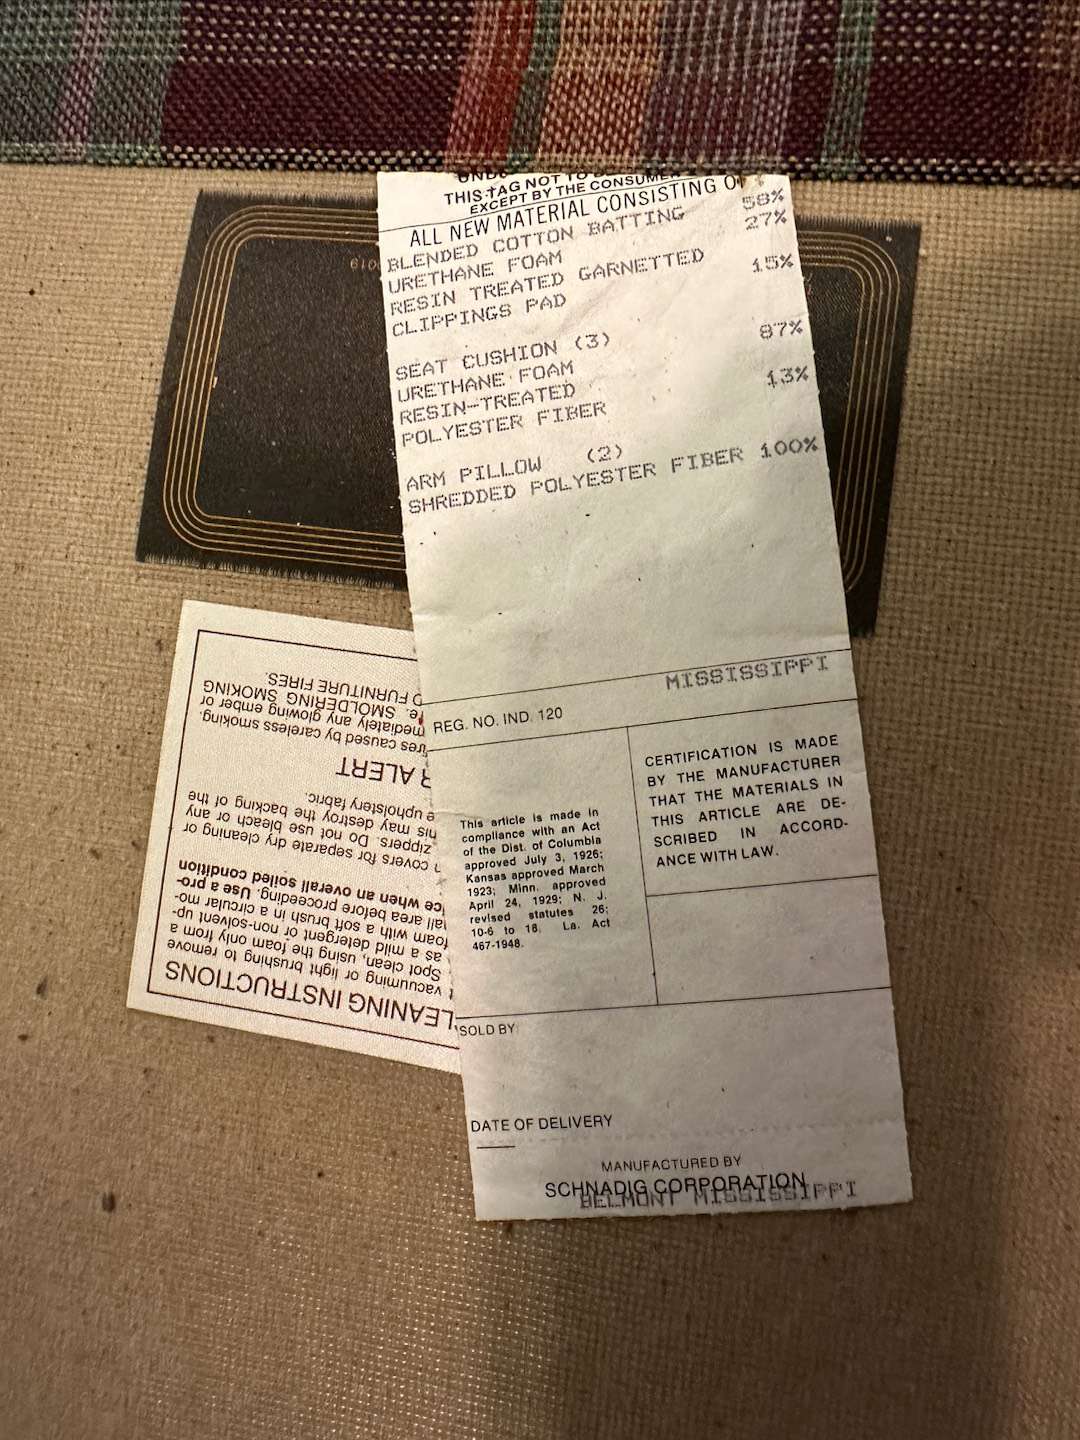 THIS TAG NOT TO
EXCEPT BY THE CONSUMER
ALL NEW MATERIAL CONSISTING OF
BLENDED COTTON BATTING 58%
URETHANE FOAM 27%
RESIN TREATED GARNETTED
CLIPPINGS PAD 15%
SEAT CUSHION (3)
URETHANE FOAM 87%
RESIN-TREATED
POLYESTER FIBER 13%
ARM PILLOW (2)
SHREDDED POLYESTER FIBER 100%
MISSISSIPPI
REG. NO. IND. 120
This article is made in
compliance with an Act
of the Dist. of Columbia
approved July 3, 1926;
Kansas approved March
1923; Minn. approved
April 24, 1929; N. J.
revised statutes 26;
10-6 to 18. La. Act
467-1948.
CERTIFICATION IS MADE
BY THE MANUFACTURER
THAT THE MATERIALS IN
THIS ARTICLE ARE DE-
SCRIBED IN ACCORD-
ANCE WITH LAW.
SOLD BY
DATE OF DELIVERY
MANUFACTURED BY
SCHNADIG CORPORATION
BELMONT MISSISSIPPI
LEANING INSTRUCTIONS
vacuuming or light brushing to remove
Spot clean, using the foam only from a
as a mild detergent or non-solvent up-
foam with a soft brush in a circular mo-
area before proceeding. Use a pro-
ice when an overall soiled condition
covers for separate dry cleaning or
zippers. Do not use bleach or any
his may destroy the backing of the
upholstery fabric.
ALERT
ires caused by careless smoking.
mediately any glowing ember or
SMOLDERING SMOKING
FURNITURE FIRES.